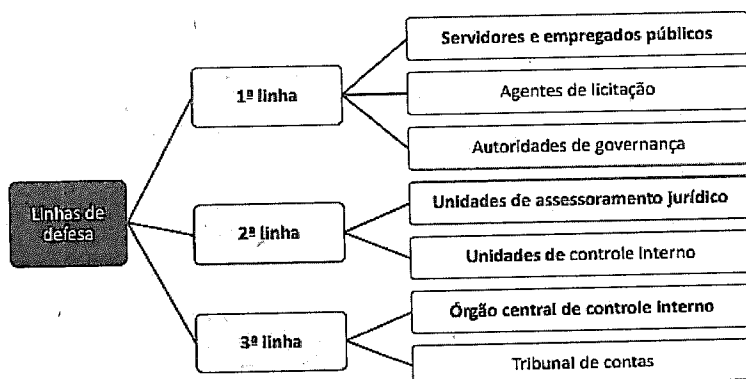 Linhas de
defesa
1ª linha
Servidores e empregados públicos
Agentes de licitação
Autoridades de governança
2ª linha
Unidades de assessoramento jurídico
Unidades de controle interno
3ª linha
Órgão central de controle interno
Tribunal de contas